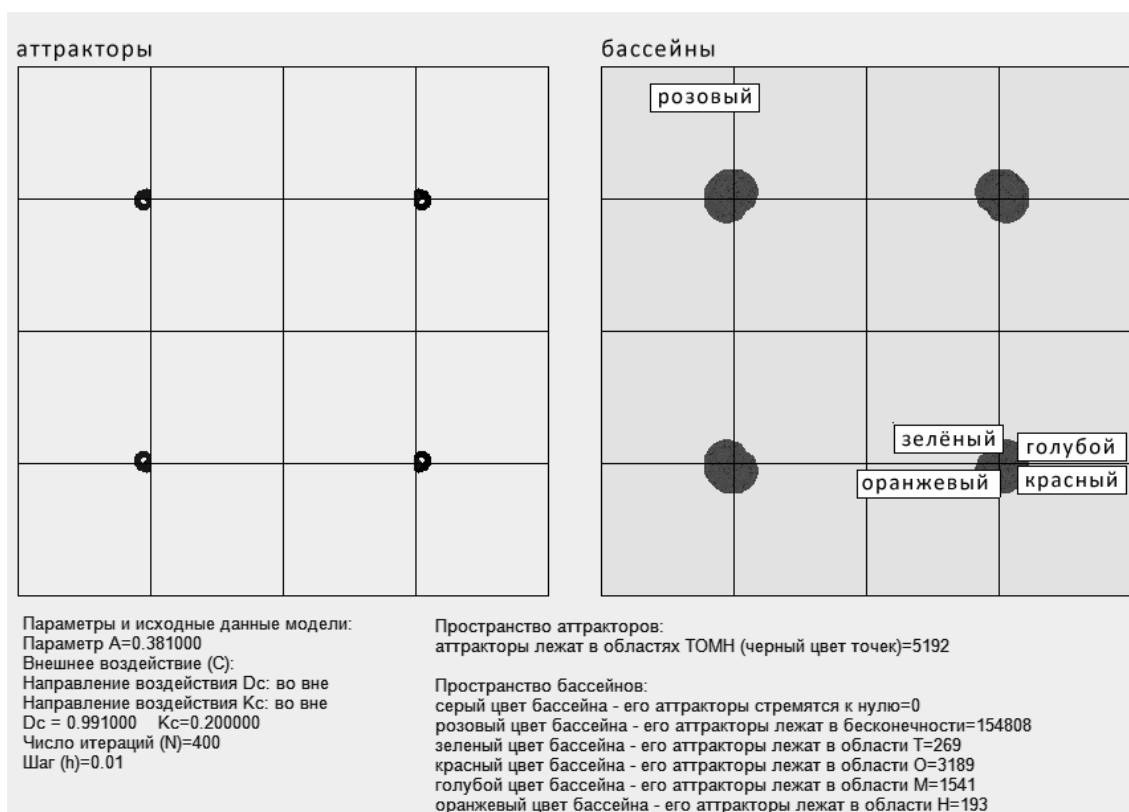 аттракторы
бассейны
розовый
зелёный
голубой
оранжевый
красный
Параметры и исходные данные модели:
Параметр А=0.381000
Внешнее воздействие (С):
Направление воздействия Dc: во вне
Направление воздействия Кс: во вне
Dc = 0.991000 Кс=0.200000
Число итераций (N)=400
Шаг (h)=0.01
Пространство аттракторов:
аттракторы лежат в областях ТОМН (черный цвет точек)=5192
Пространство бассейнов:
серый цвет бассейна - его аттракторы стремятся к нулю=0
розовый цвет бассейна - его аттракторы лежат в бесконечности=154808
зеленый цвет бассейна - его аттракторы лежат в области Т=269
красный цвет бассейна - его аттракторы лежат в области О=3189
голубой цвет бассейна - его аттракторы лежат в области М=1541
оранжевый цвет бассейна - его аттракторы лежат в области Н=193